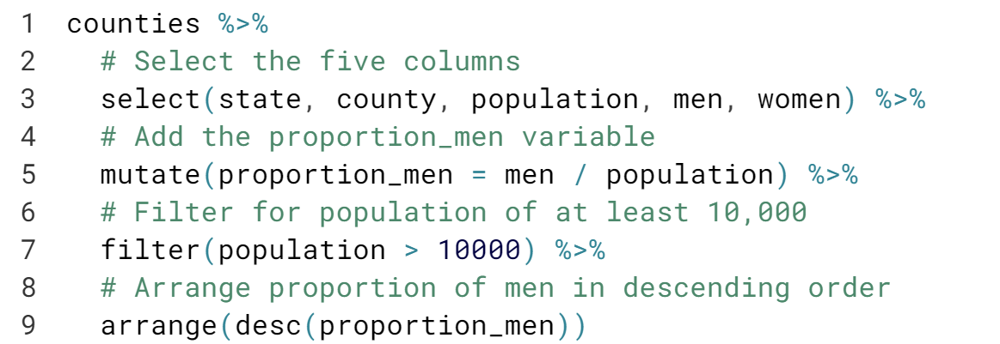 1 counties %>%
2 # Select the five columns
3 select(state, county, population, men, women) %>%
4 # Add the proportion_men variable
5 mutate(proportion_men = men / population) %>%
6 # Filter for population of at least 10,000
7 filter(population > 10000) %>%
8 # Arrange proportion of men in descending order
9 arrange(desc(proportion_men))